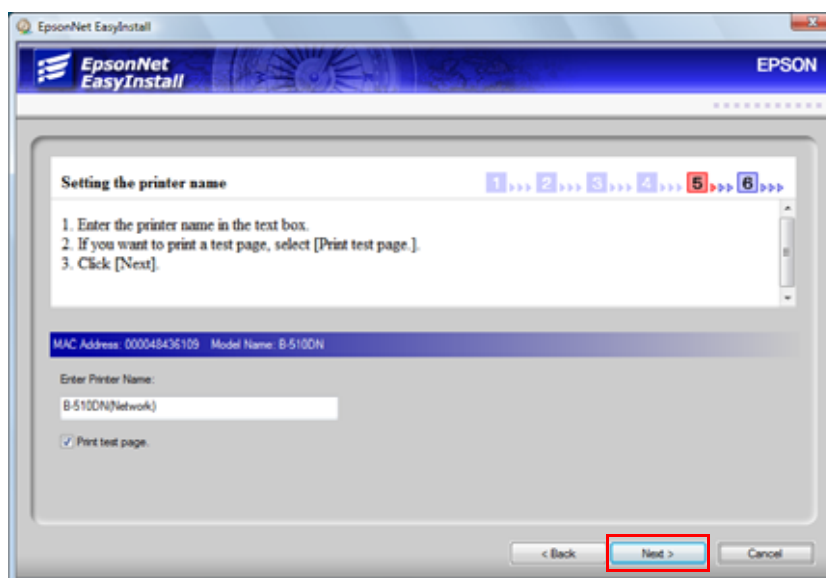 EpsonNet EasyInstall
EpsonNet
EasyInstall
EPSON
Setting the printer name
1 2 3 4 5 6
1. Enter the printer name in the text box.
2. If you want to print a test page, select [Print test page.].
3. Click [Next].
MAC Address: 000048436109 Model Name: B-510DN
Enter Printer Name:
B-510DN(Network)
Print test page.
< Back Next > Cancel